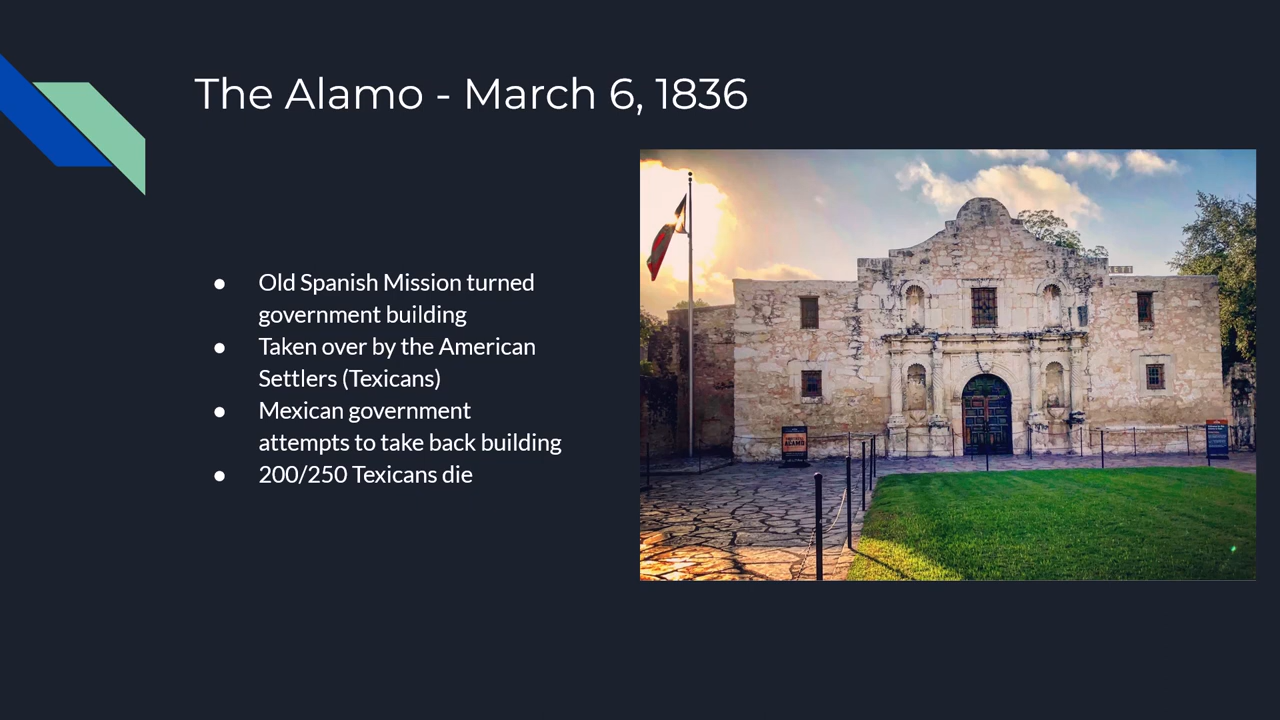 The Alamo - March 6, 1836
● Old Spanish Mission turned
government building
● Taken over by the American
Settlers (Texicans)
● Mexican government
attempts to take back building
● 200/250 Texicans die
ALAMO